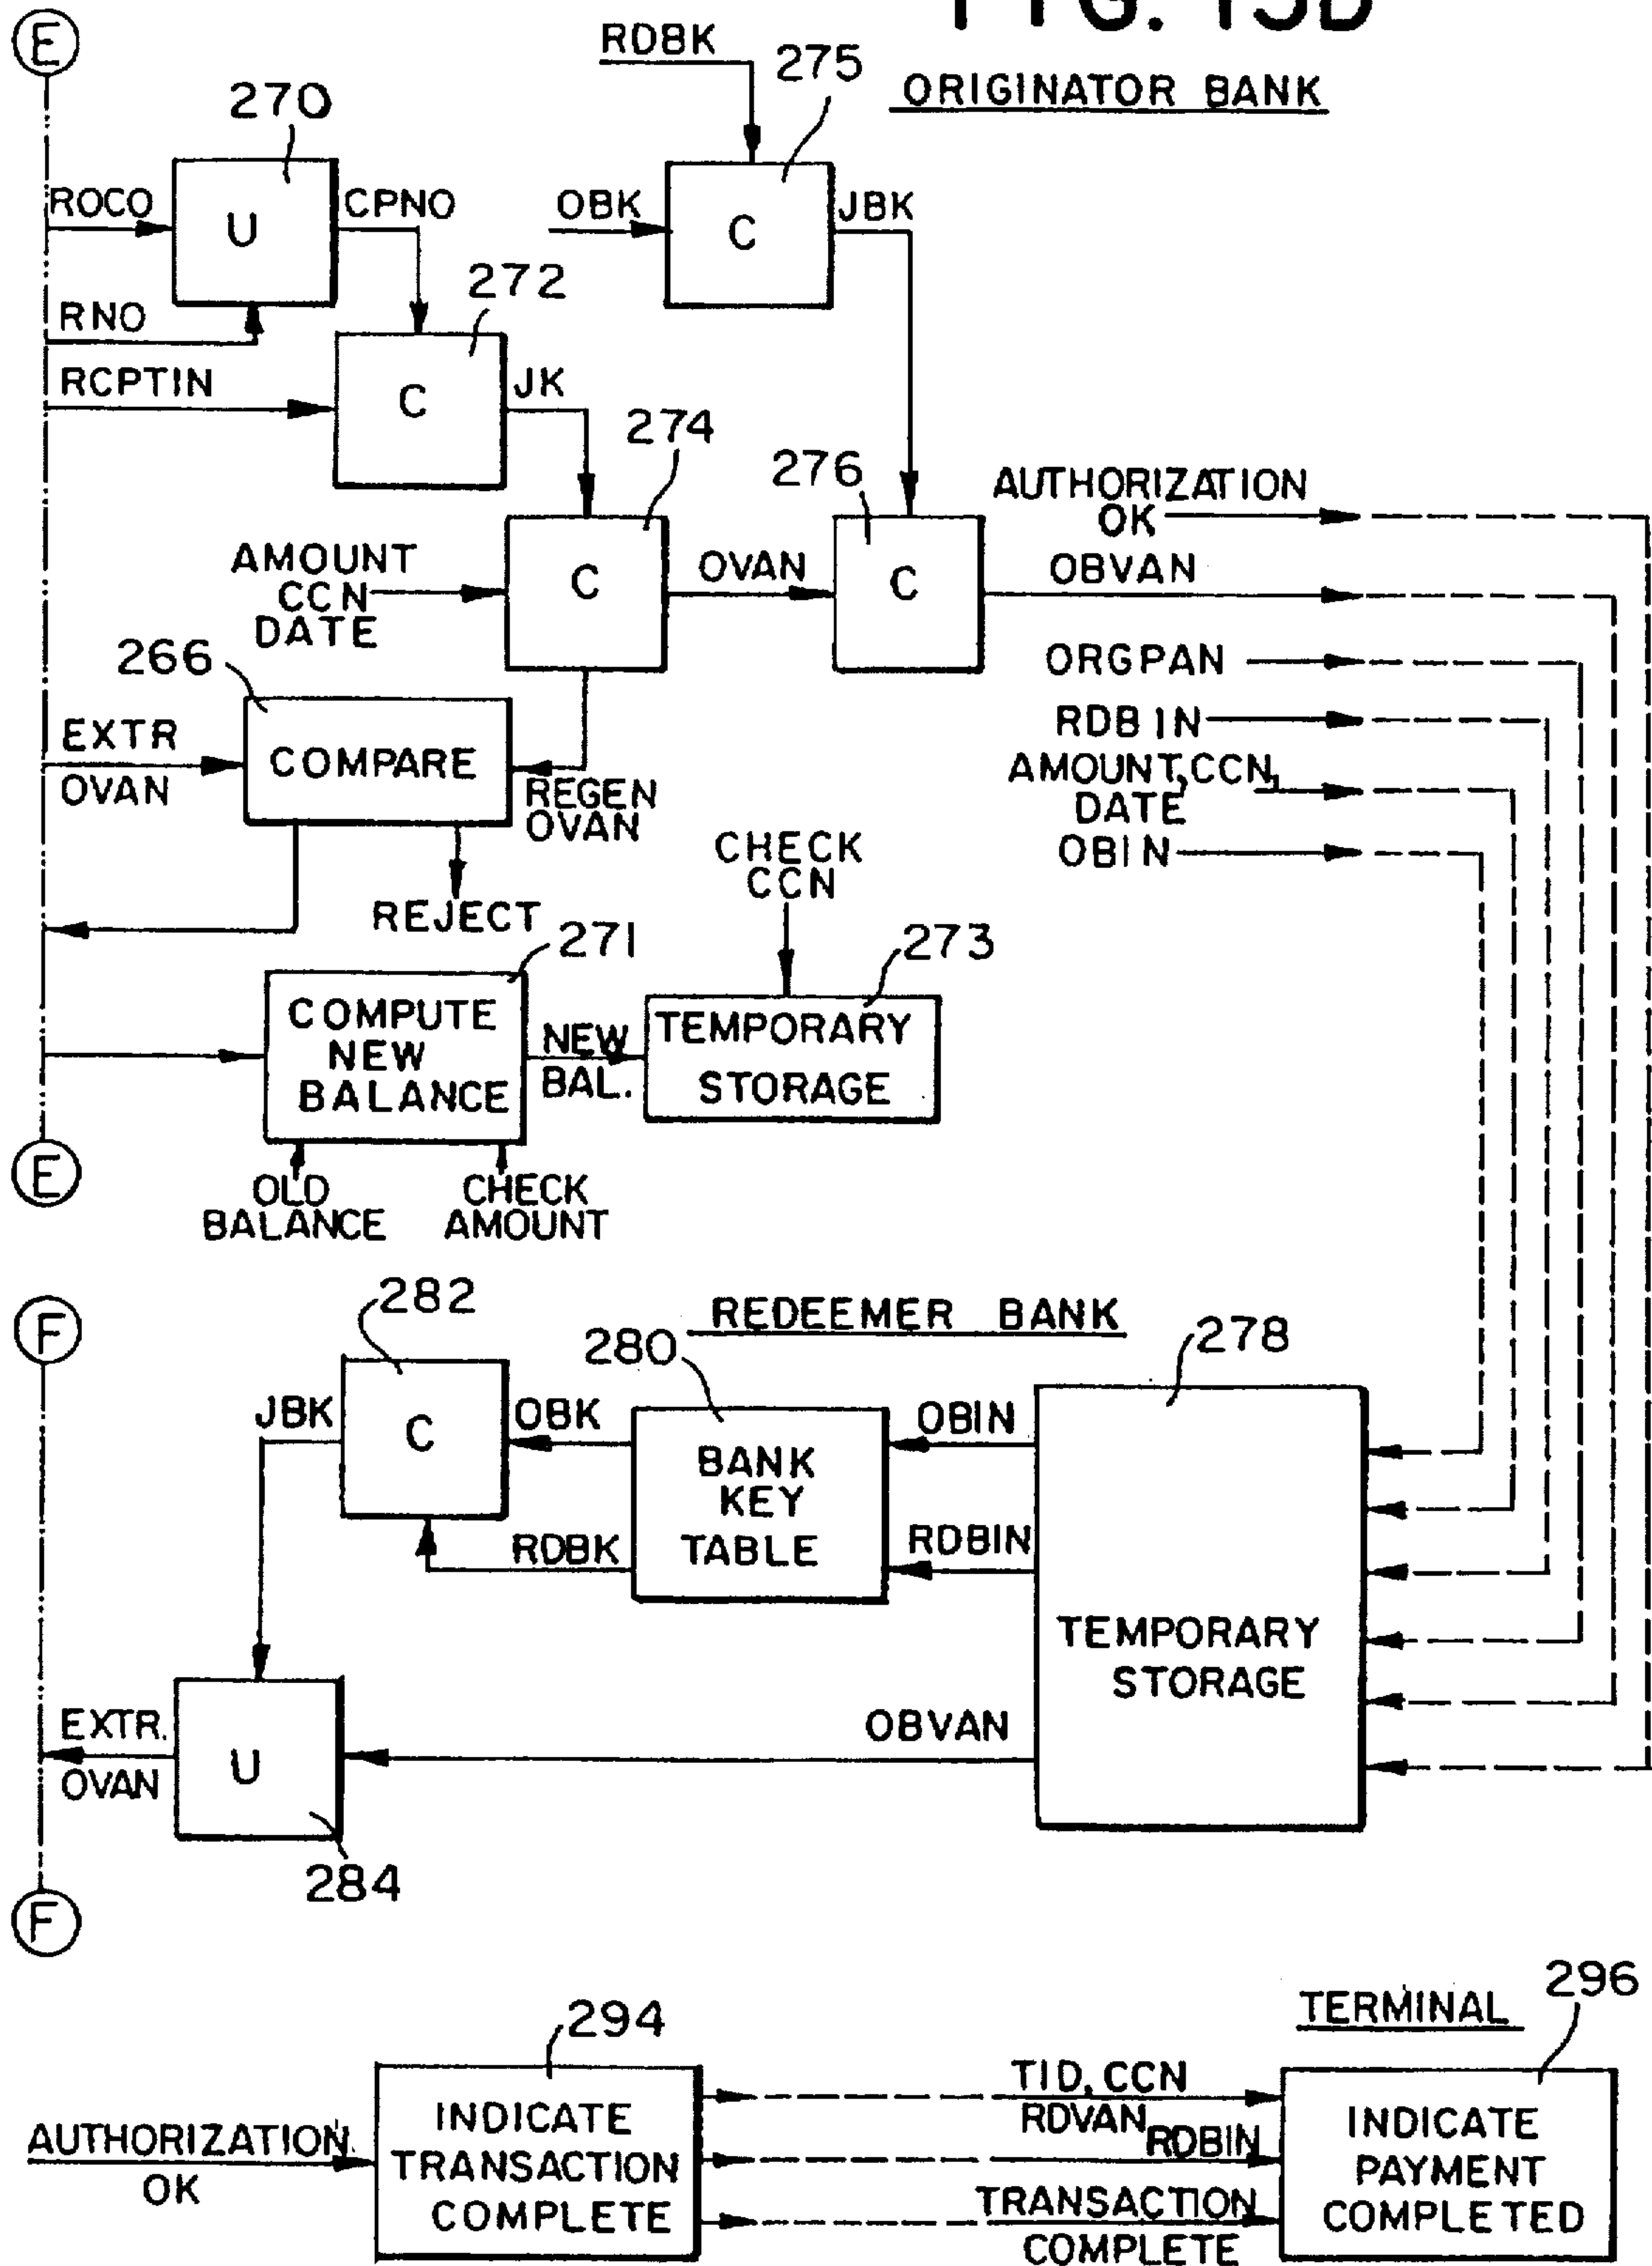 FIG. 13D
E
RDBK
275
ORIGINATOR BANK
270
ROCO
U
CPNO
OBK
C
JBK
RNO
272
RCPTIN
C
JK
274
276
AUTHORIZATION
OK
AMOUNT
CCN
DATE
C
OVAN
C
OBVAN
ORGPAN
266
RDBIN
EXTR
OVAN
COMPARE
REGEN
OVAN
AMOUNT, CCN,
DATE
OBIN
CHECK
CCN
REJECT
271
273
COMPUTE
NEW
BALANCE
NEW
BAL.
TEMPORARY
STORAGE
E
OLD
BALANCE
CHECK
AMOUNT
F
282
REDEEMER BANK
280
278
JBK
C
OBK
BANK
KEY
TABLE
OBIN
RDBK
RDBIN
TEMPORARY
STORAGE
EXTR.
OVAN
U
OBVAN
284
F
296
TERMINAL
294
AUTHORIZATION
OK
INDICATE
TRANSACTION
COMPLETE
TID, CCN
RDVAN
RDBIN
TRANSACTION
COMPLETE
INDICATE
PAYMENT
COMPLETED